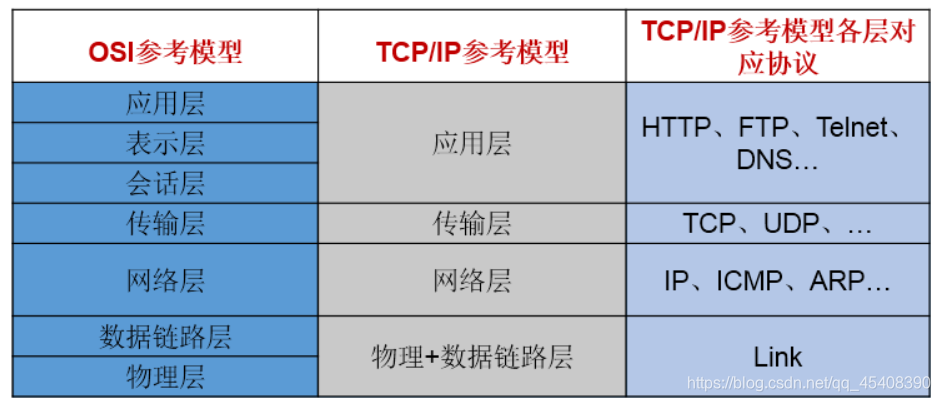 OSI参考模型
TCP/IP参考模型
TCP/IP参考模型各层对
应协议
应用层
表示层
会话层
应用层
HTTP、FTP、Telnet、
DNS…
传输层
传输层
TCP、UDP、…
网络层
网络层
IP、ICMP、ARP…
数据链路层
物理层
物理+数据链路层
Link
https://blog.csdn.net/qq_45408390